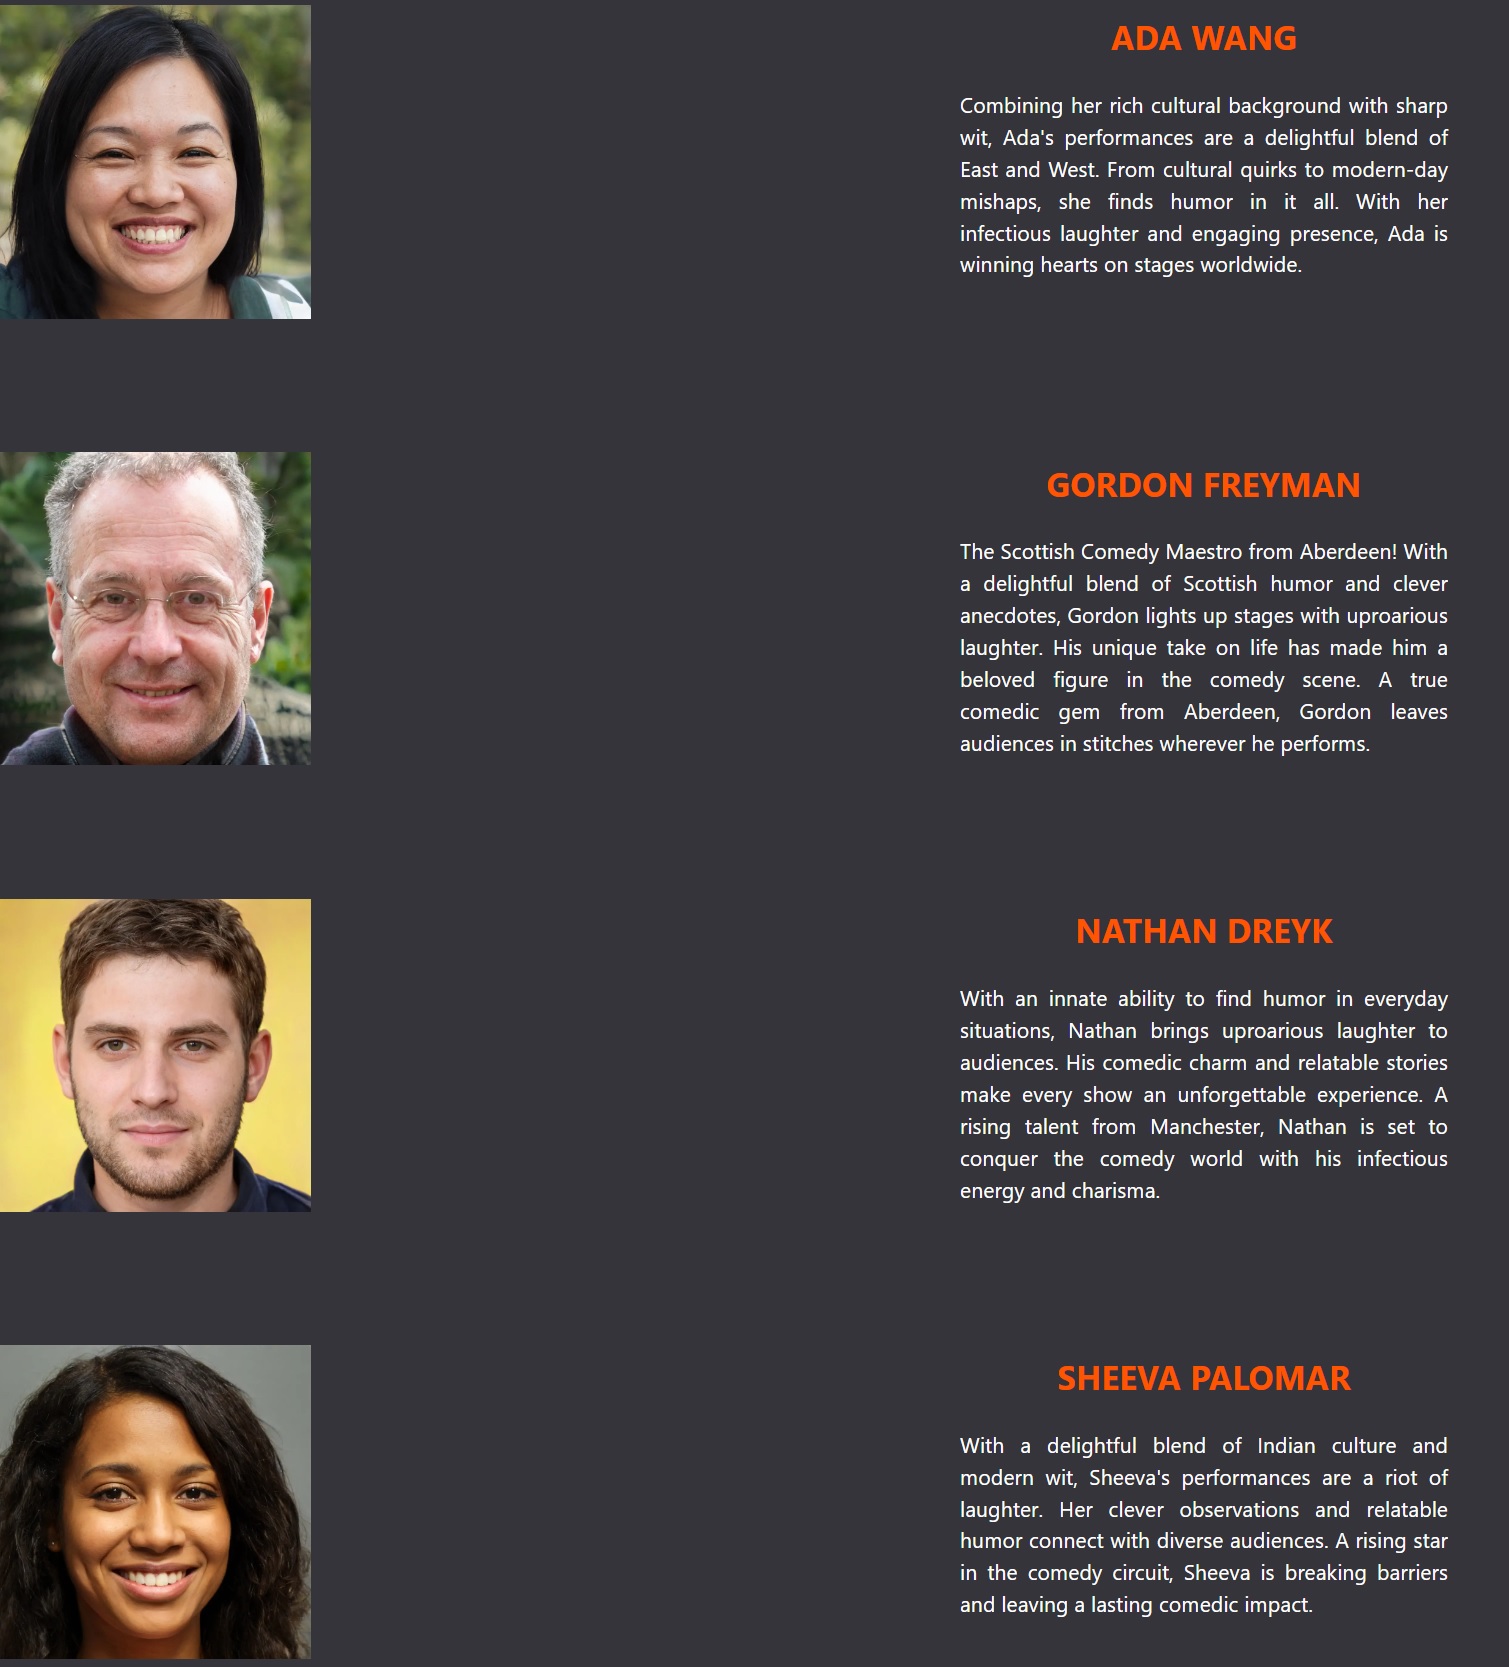 ADA WANG
Combining her rich cultural background with sharp
wit, Ada's performances are a delightful blend of
East and West. From cultural quirks to modern-day
mishaps, she finds humor in it all. With her
infectious laughter and engaging presence, Ada is
winning hearts on stages worldwide.
GORDON FREYMAN
The Scottish Comedy Maestro from Aberdeen! With
a delightful blend of Scottish humor and clever
anecdotes, Gordon lights up stages with uproarious
laughter. His unique take on life has made him a
beloved figure in the comedy scene. A true
comedic gem from Aberdeen, Gordon leaves
audiences in stitches wherever he performs.
NATHAN DREYK
With an innate ability to find humor in everyday
situations, Nathan brings uproarious laughter to
audiences. His comedic charm and relatable stories
make every show an unforgettable experience. A
rising talent from Manchester, Nathan is set to
conquer the comedy world with his infectious
energy and charisma.
SHEEVA PALOMAR
With a delightful blend of Indian culture and
modern wit, Sheeva's performances are a riot of
laughter. Her clever observations and relatable
humor connect with diverse audiences. A rising star
in the comedy circuit, Sheeva is breaking barriers
and leaving a lasting comedic impact.